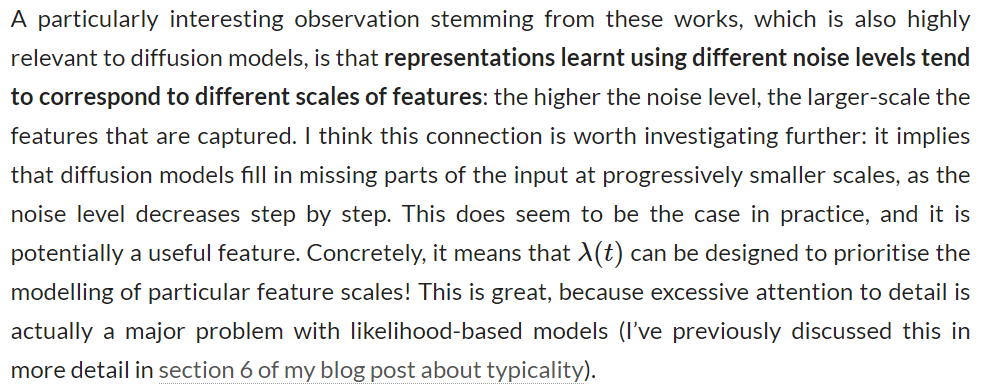 A particularly interesting observation stemming from these works, which is also highly
relevant to diffusion models, is that representations learnt using different noise levels tend
to correspond to different scales of features: the higher the noise level, the larger-scale the
features that are captured. I think this connection is worth investigating further: it implies
that diffusion models fill in missing parts of the input at progressively smaller scales, as the
noise level decreases step by step. This does seem to be the case in practice, and it is
potentially a useful feature. Concretely, it means that λ(t) can be designed to prioritise the
modelling of particular feature scales! This is great, because excessive attention to detail is
actually a major problem with likelihood-based models (I’ve previously discussed this in
more detail in section 6 of my blog post about typicality).